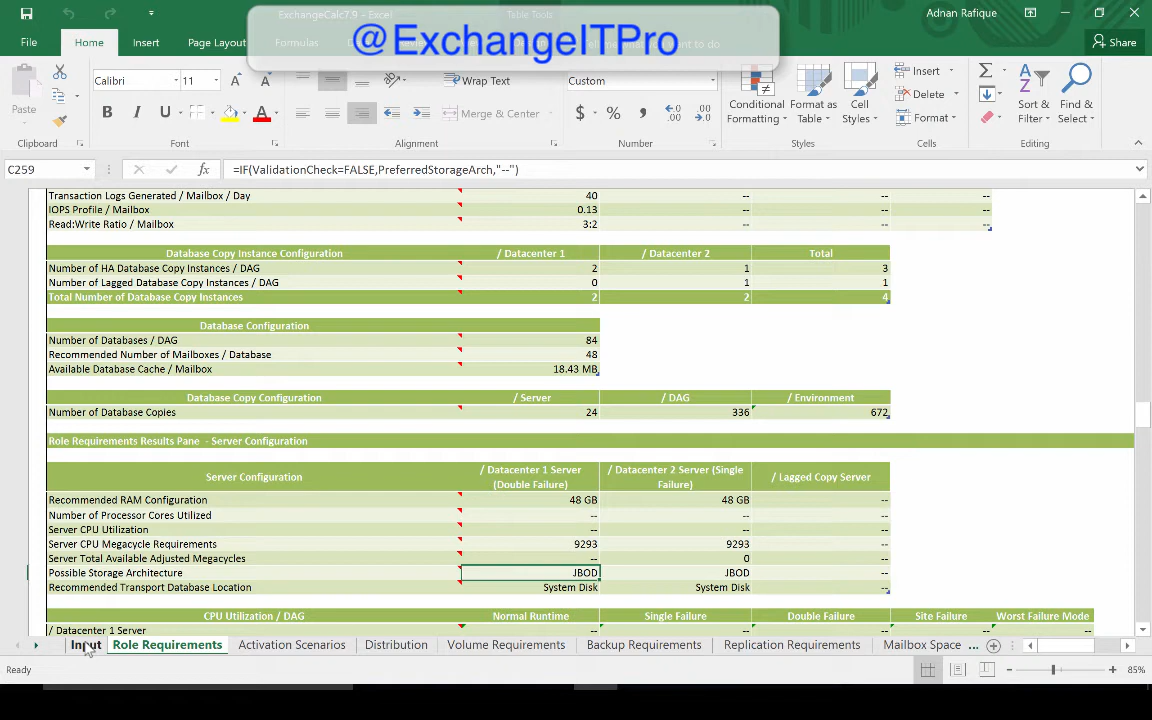 ExchangeCalc7.9 - Excel
Table Tools
Adnan Rafique
@ExchangeITPro
File Home Insert Page Layout Formulas Share
Calibri 11 Wrap Text Custom
Paste B I U Merge & Center $ % , Conditional Formatting Format as Table Cell Styles Insert Delete Format Sort & Filter Find & Select
Clipboard Font Alignment Number Styles Cells Editing
C259 fx =IF(ValidationCheck=FALSE,PreferredStorageArch,"--")
Transaction Logs Generated / Mailbox / Day 40 -- -- --
IOPS Profile / Mailbox 0.13 -- -- --
Read:Write Ratio / Mailbox 3:2 -- -- --
Database Copy Instance Configuration / Datacenter 1 / Datacenter 2 Total
Number of HA Database Copy Instances / DAG 2 1 3
Number of Lagged Database Copy Instances / DAG 0 1 1
Total Number of Database Copy Instances 2 2 4
Database Configuration
Number of Databases / DAG 84
Recommended Number of Mailboxes / Database 48
Available Database Cache / Mailbox 18.43 MB
Database Copy Configuration / Server / DAG / Environment
Number of Database Copies 24 336 672
Role Requirements Results Pane - Server Configuration
Server Configuration / Datacenter 1 Server (Double Failure) / Datacenter 2 Server (Single Failure) / Lagged Copy Server
Recommended RAM Configuration 48 GB 48 GB --
Number of Processor Cores Utilized -- -- --
Server CPU Utilization -- -- --
Server CPU Megacycle Requirements 9293 9293 --
Server Total Available Adjusted Megacycles -- 0 --
Possible Storage Architecture JBOD JBOD --
Recommended Transport Database Location System Disk System Disk --
CPU Utilization / DAG Normal Runtime Single Failure Double Failure Site Failure Worst Failure Mode
/ Datacenter 1 Server -- -- -- -- --
Input Role Requirements Activation Scenarios Distribution Volume Requirements Backup Requirements Replication Requirements Mailbox Space ...
Ready 85%